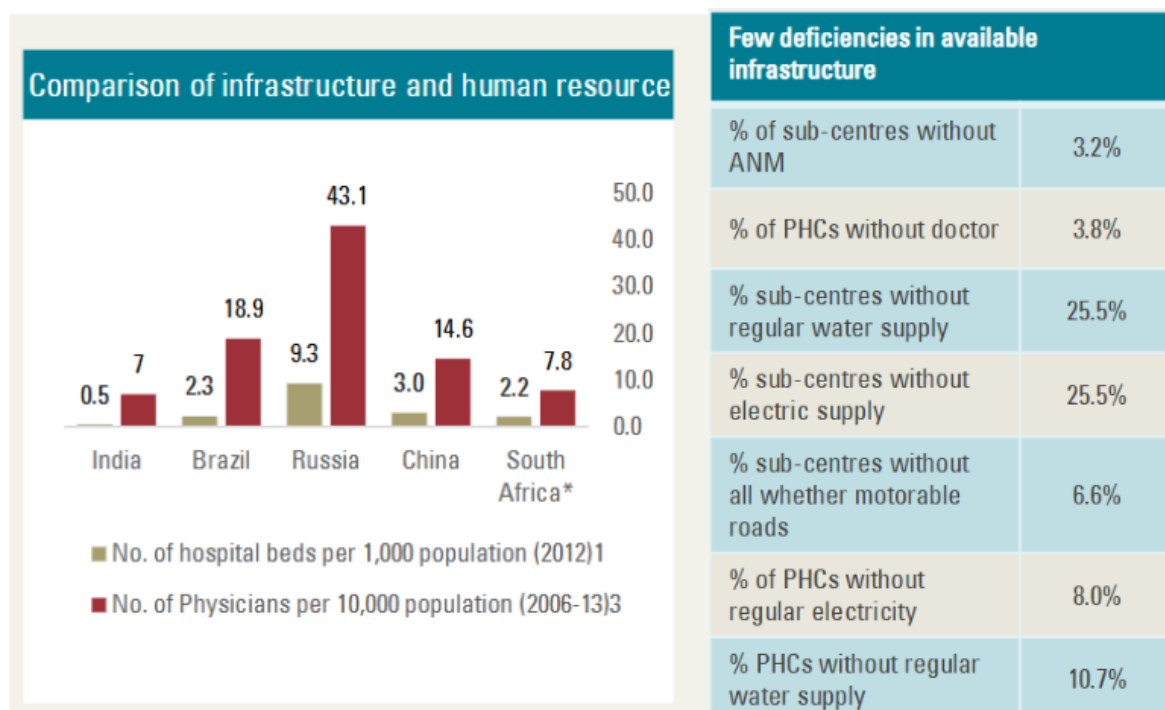 Comparison of infrastructure and human resource
50.0
40.0
30.0
20.0
10.0
0.0
0.5
7
2.3
18.9
9.3
43.1
3.0
14.6
2.2
7.8
India
Brazil
Russia
China
South
Africa*
No. of hospital beds per 1,000 population (2012)1
No. of Physicians per 10,000 population (2006-13)3
Few deficiencies in available
infrastructure
% of sub-centres without
ANM
3.2%
% of PHCs without doctor
3.8%
% sub-centres without
regular water supply
25.5%
% sub-centres without
electric supply
25.5%
% sub-centres without
all whether motorable
roads
6.6%
% of PHCs without
regular electricity
8.0%
% PHCs without regular
water supply
10.7%